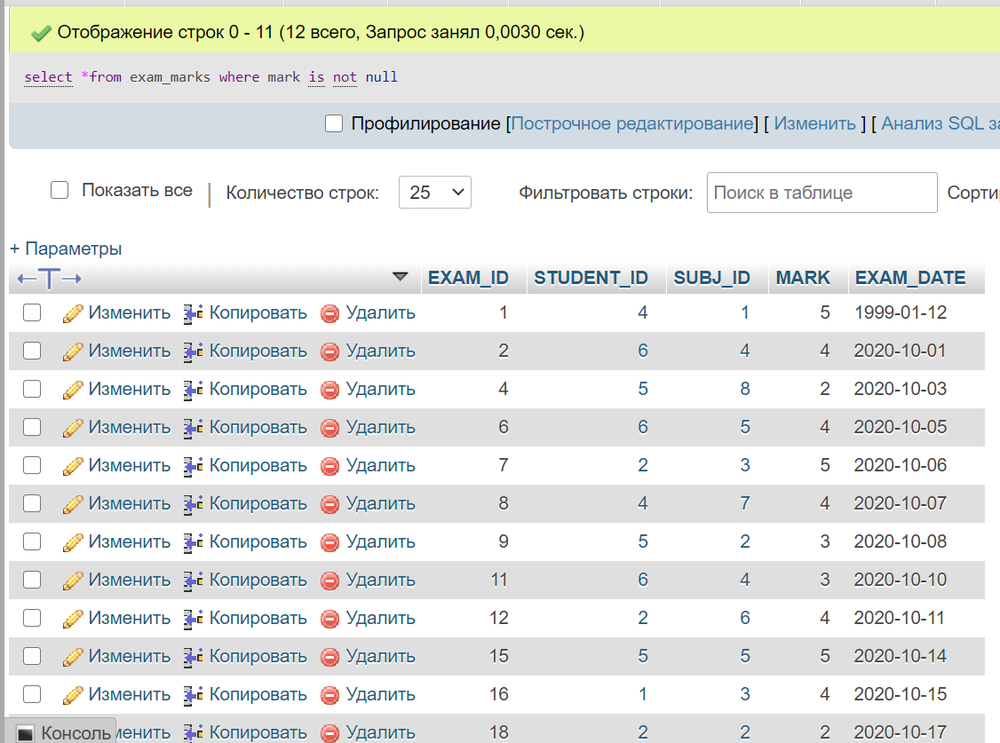 Отображение строк 0 - 11 (12 всего, Запрос занял 0,0030 сек.)
select *from exam_marks where mark is not null
Профилирование [Построчное редактирование] [ Изменить ] [ Анализ SQL
Показать все | Количество строк: 25 Фильтровать строки: Поиск в таблице
+ Параметры
←T→ EXAM_ID STUDENT_ID SUBJ_ID MARK EXAM_DATE
Изменить Копировать Удалить 1 4 1 5 1999-01-12
Изменить Копировать Удалить 2 6 4 4 2020-10-01
Изменить Копировать Удалить 4 5 8 2 2020-10-03
Изменить Копировать Удалить 6 6 5 4 2020-10-05
Изменить Копировать Удалить 7 2 3 5 2020-10-06
Изменить Копировать Удалить 8 4 7 4 2020-10-07
Изменить Копировать Удалить 9 5 2 3 2020-10-08
Изменить Копировать Удалить 11 6 4 3 2020-10-10
Изменить Копировать Удалить 12 2 6 4 2020-10-11
Изменить Копировать Удалить 15 5 5 5 2020-10-14
Изменить Копировать Удалить 16 1 3 4 2020-10-15
Консоль менить Копировать Удалить 18 2 2 2 2020-10-17